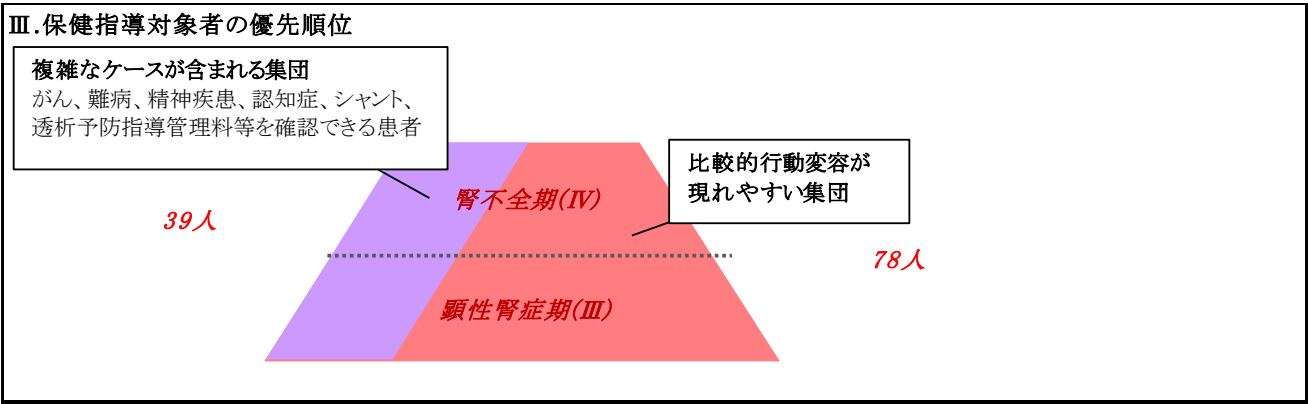 Ⅲ.保健指導対象者の優先順位
複雑なケースが含まれる集団
がん、難病、精神疾患、認知症、シャント、
透析予防指導管理料等を確認できる患者
比較的行動変容が
現れやすい集団
腎不全期(Ⅳ)
39人
78人
顕性腎症期(Ⅲ)